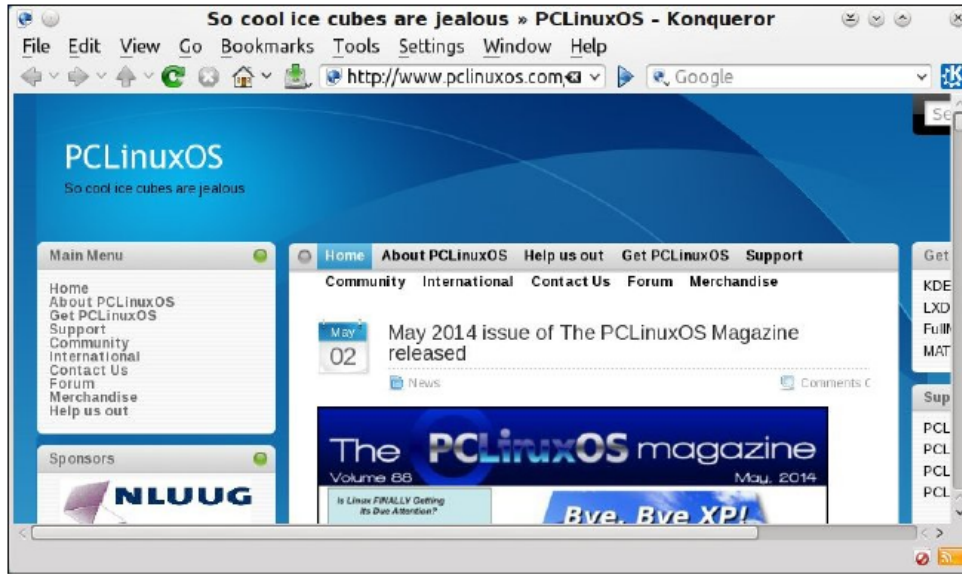 So cool ice cubes are jealous » PCLinuxOS - Konqueror
File Edit View Go Bookmarks Tools Settings Window Help
http://www.pclinuxos.com
Google
PCLinuxOS
So cool ice cubes are jealous
Se
Main Menu
Home
About PCLinuxOS
Get PCLinuxOS
Support
Community
International
Contact Us
Forum
Merchandise
Help us out
Sponsors
NLUUG
Home About PCLinuxOS Help us out Get PCLinuxOS Support
Community International Contact Us Forum Merchandise
May
02
May 2014 issue of The PCLinuxOS Magazine
released
News
Comments
The PCLinuxOS magazine
Volume 88
May, 2014
Is Linux FINALLY Getting
Its Due Attention?
Bye, Bye XP!
Get
KDE
LXD
Full
MAT
Sup
PCL
PCL
PCL
PCL